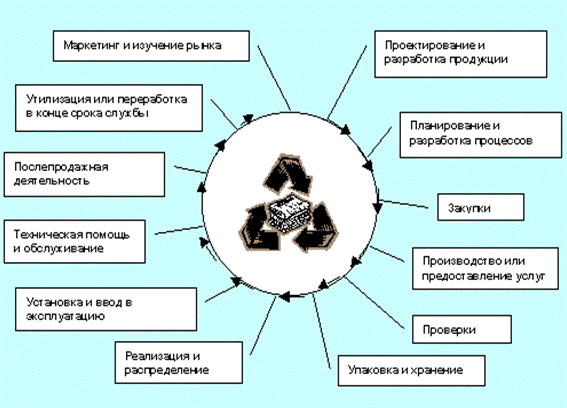 Маркетинг и изучение рынка
Проектирование и
разработка продукции
Планирование и
разработка процессов
Закупки
Производство или
предоставление услуг
Проверки
Упаковка и хранение
Реализация и
распределение
Установка и ввод в
эксплуатацию
Техническая помощь
и обслуживание
Послепродажная
деятельность
Утилизация или переработка
в конце срока службы